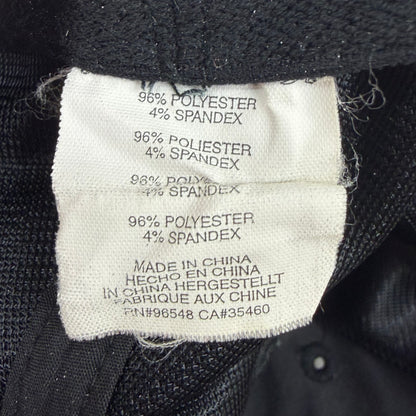 96% POLYESTER
4% SPANDEX
96% POLIESTER
4% SPANDEX
96% P
4% SPANDEX
96% POLYESTER
4% SPANDEX
MADE IN CHINA
HECHO EN CHINA
IN CHINA HERGESTELLT
FABRIQUE AUX CHINE
RN#96548 CA#35460